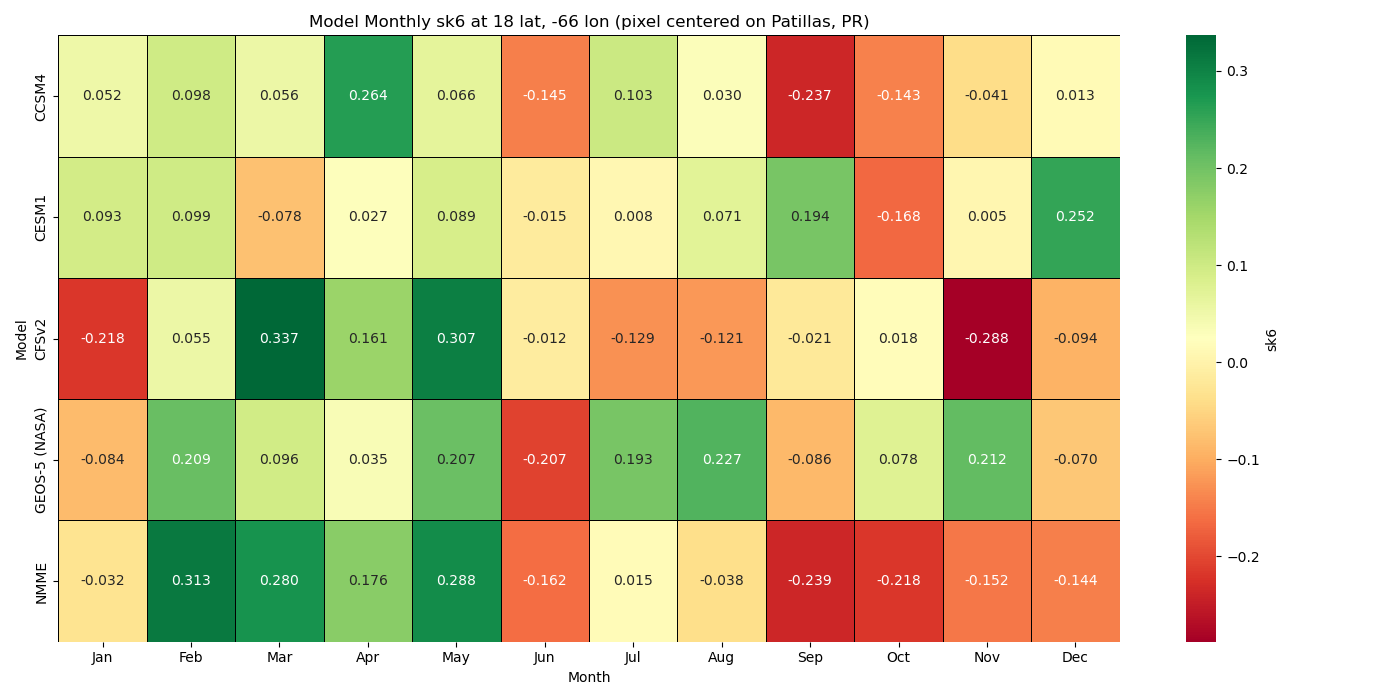 Model Monthly sk6 at 18 lat, -66 lon (pixel centered on Patillas, PR)
CCSM4 0.052 0.098 0.056 0.264 0.066 -0.145 0.103 0.030 -0.237 -0.143 -0.041 0.013
CESM1 0.093 0.099 -0.078 0.027 0.089 -0.015 0.008 0.071 0.194 -0.168 0.005 0.252
Model
CFSv2 -0.218 0.055 0.337 0.161 0.307 -0.012 -0.129 -0.121 -0.021 0.018 -0.288 -0.094
GEOS-5 (NASA) -0.084 0.209 0.096 0.035 0.207 -0.207 0.193 0.227 -0.086 0.078 0.212 -0.070
NMME -0.032 0.313 0.280 0.176 0.288 -0.162 0.015 -0.038 -0.239 -0.218 -0.152 -0.144
Jan Feb Mar Apr May Jun Jul Aug Sep Oct Nov Dec
Month
0.3
0.2
0.1
0.0
−0.1
−0.2
sk6